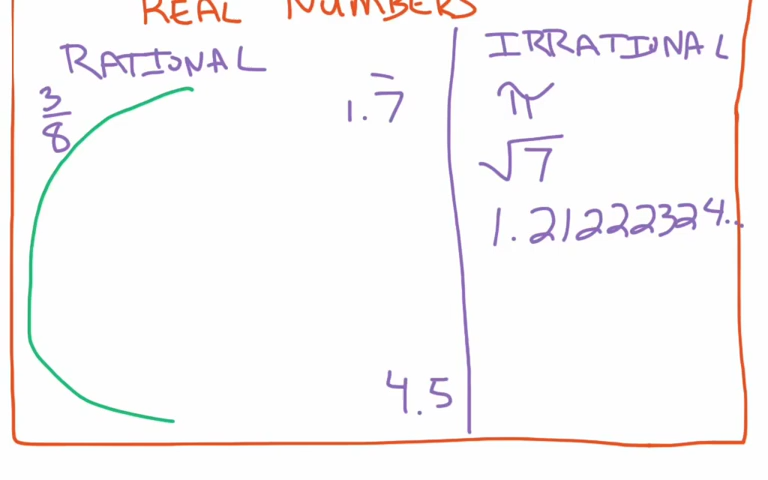 REAL NUMBERS
RATIONAL
IRRATIONAL
3/8
1.7̅
π
√7
1.21222324...
4.5